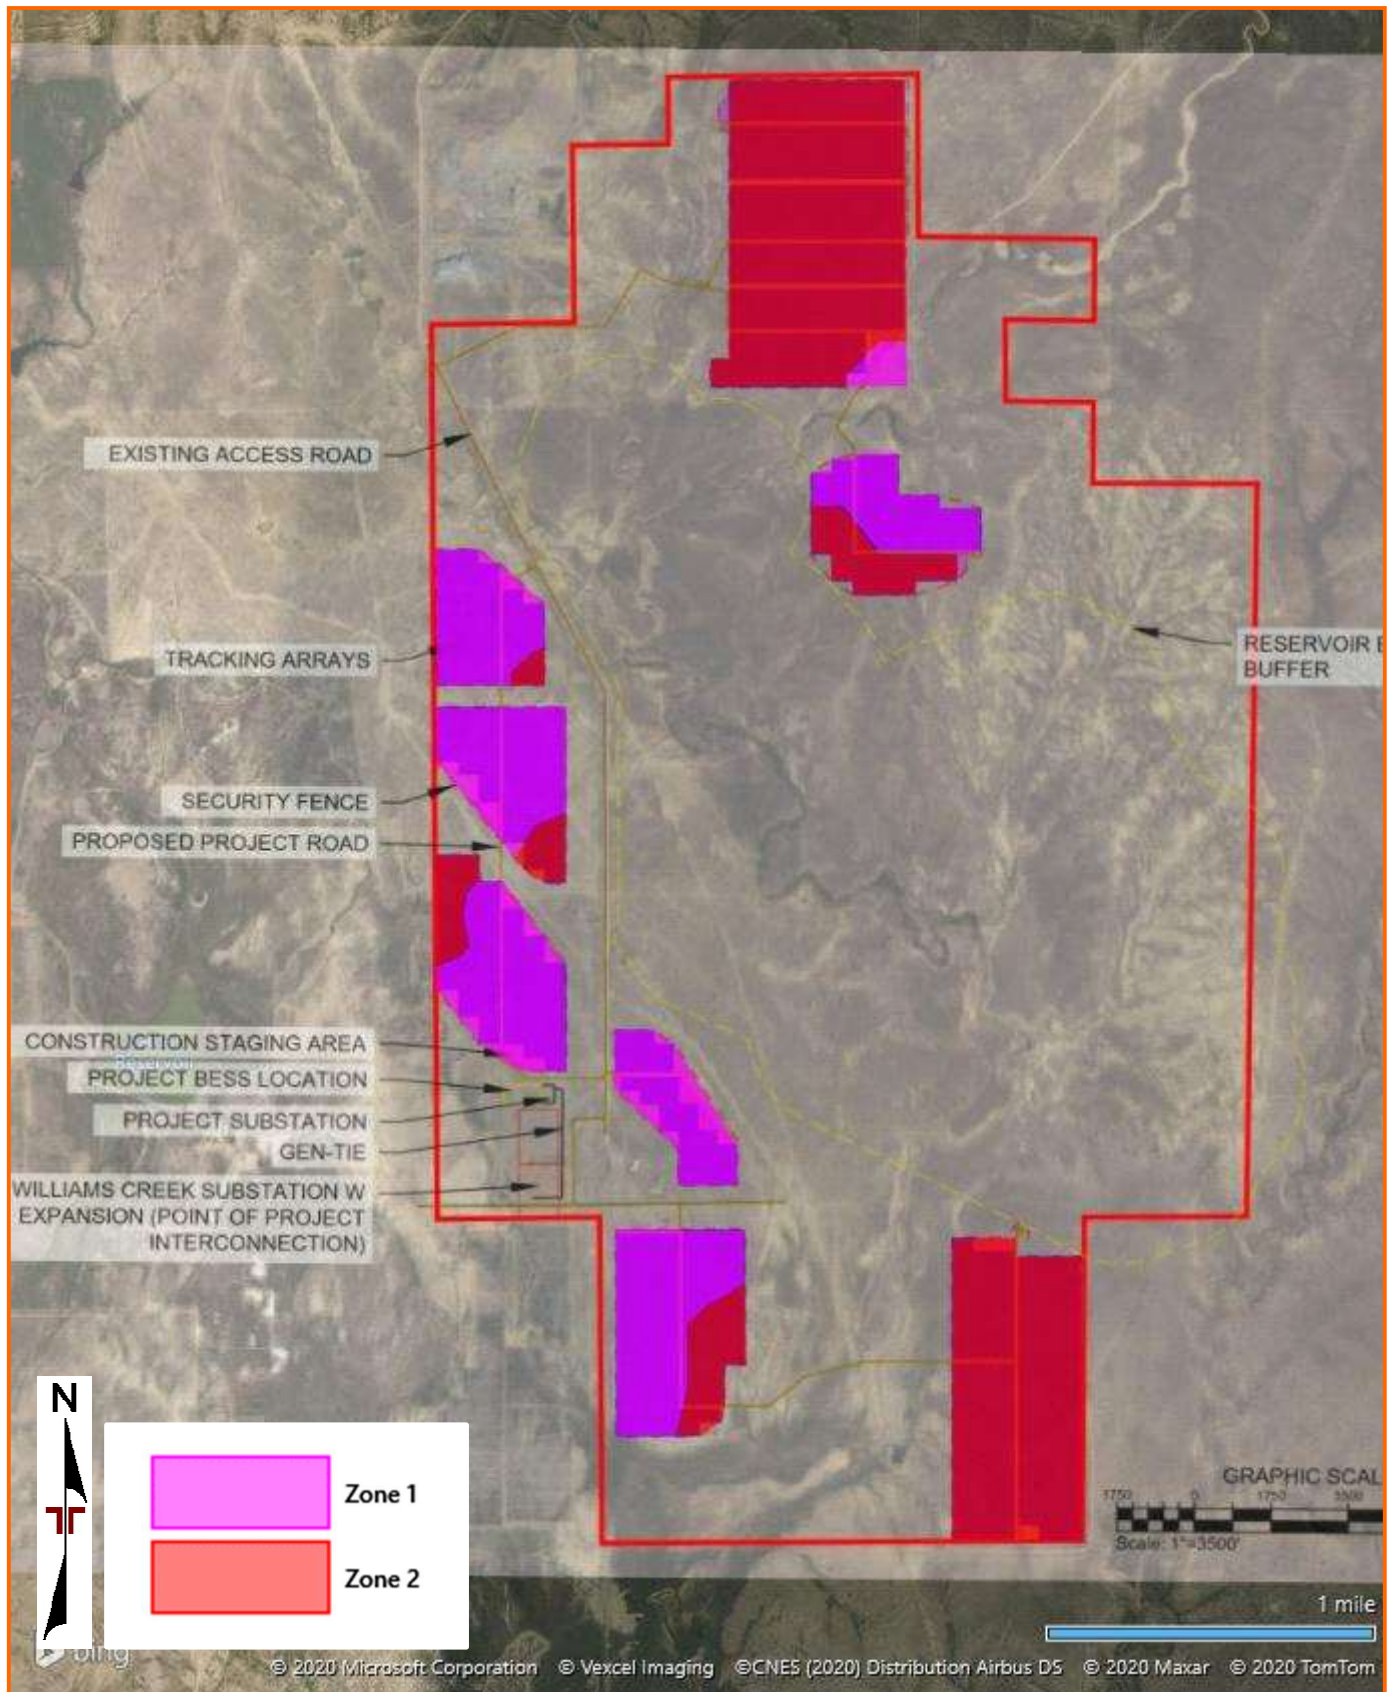 EXISTING ACCESS ROAD
TRACKING ARRAYS
RESERVOIR
BUFFER
SECURITY FENCE
PROPOSED PROJECT ROAD
CONSTRUCTION STAGING AREA
Reservoir
PROJECT BESS LOCATION
PROJECT SUBSTATION
GEN-TIE
WILLIAMS CREEK SUBSTATION W
EXPANSION (POINT OF PROJECT
INTERCONNECTION)
N
Zone 1
Zone 2
GRAPHIC SCAL
1750 0 1750 3500
Scale: 1"=3500'
1 mile
bing
© 2020 Microsoft Corporation © Vexcel Imaging ©CNES (2020) Distribution Airbus DS © 2020 Maxar © 2020 TomTom